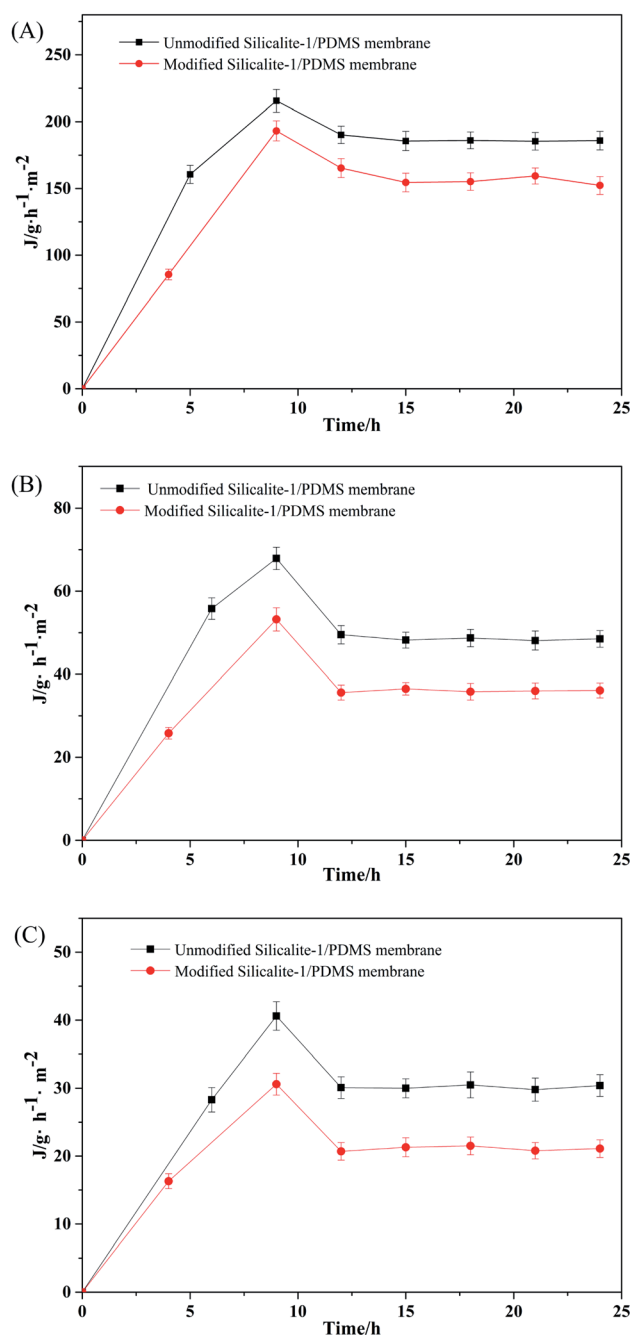 (A)
Unmodified Silicalite-1/PDMS membrane
Modified Silicalite-1/PDMS membrane
J/g·h⁻¹·m⁻²
250
200
150
100
50
0
0 5 10 15 20 25
Time/h
(B)
Unmodified Silicalite-1/PDMS membrane
Modified Silicalite-1/PDMS membrane
J/g· h⁻¹·m⁻²
80
60
40
20
0
0 5 10 15 20 25
Time/h
(C)
Unmodified Silicalite-1/PDMS membrane
Modified Silicalite-1/PDMS membrane
J/g· h⁻¹· m⁻²
50
40
30
20
10
0
0 5 10 15 20 25
Time/h